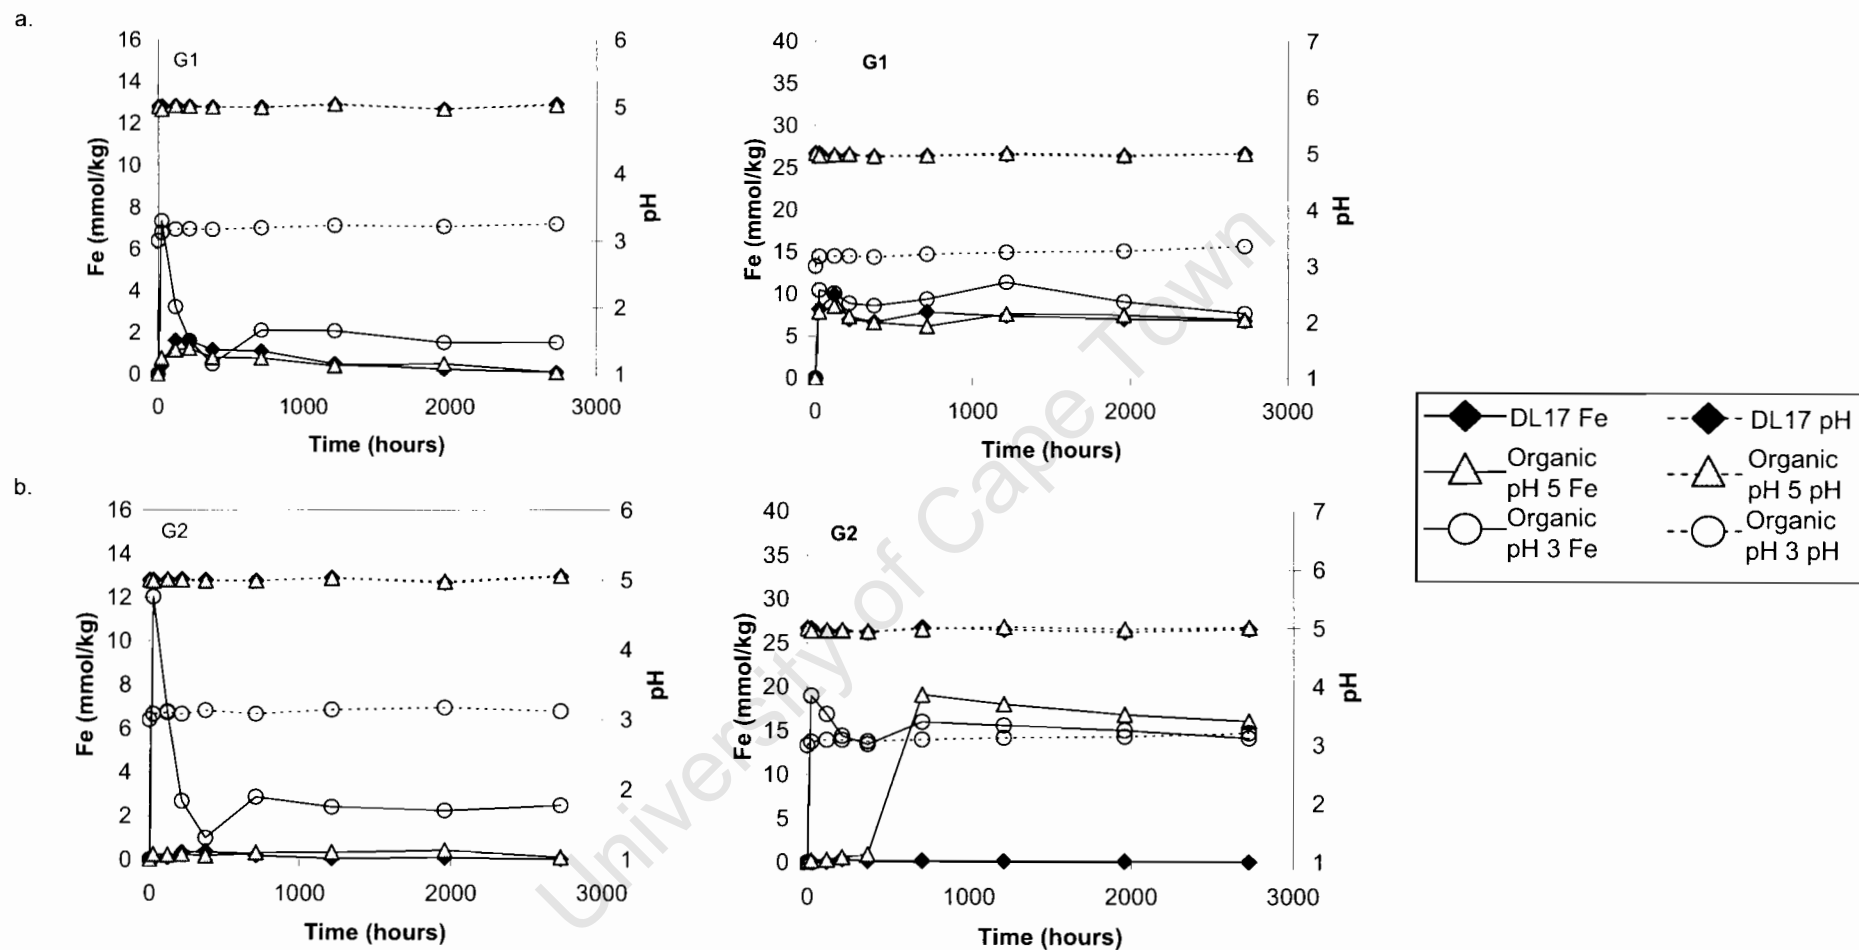 a.
G1
16
14
12
10
8
6
4
2
0
Fe (mmol/kg)
6
5
4
3
2
1
pH
0 1000 2000 3000
Time (hours)
G1
40
35
30
25
20
15
10
5
0
Fe (mmol/kg)
7
6
5
4
3
2
1
pH
0 1000 2000 3000
Time (hours)
DL17 Fe
DL17 pH
Organic
pH 5 Fe
Organic
pH 5 pH
Organic
pH 3 Fe
Organic
pH 3 pH
b.
G2
16
14
12
10
8
6
4
2
0
Fe (mmol/kg)
6
5
4
3
2
1
pH
0 1000 2000 3000
Time (hours)
G2
40
35
30
25
20
15
10
5
0
Fe (mmol/kg)
7
6
5
4
3
2
1
pH
0 1000 2000 3000
Time (hours)
University of Cape Town